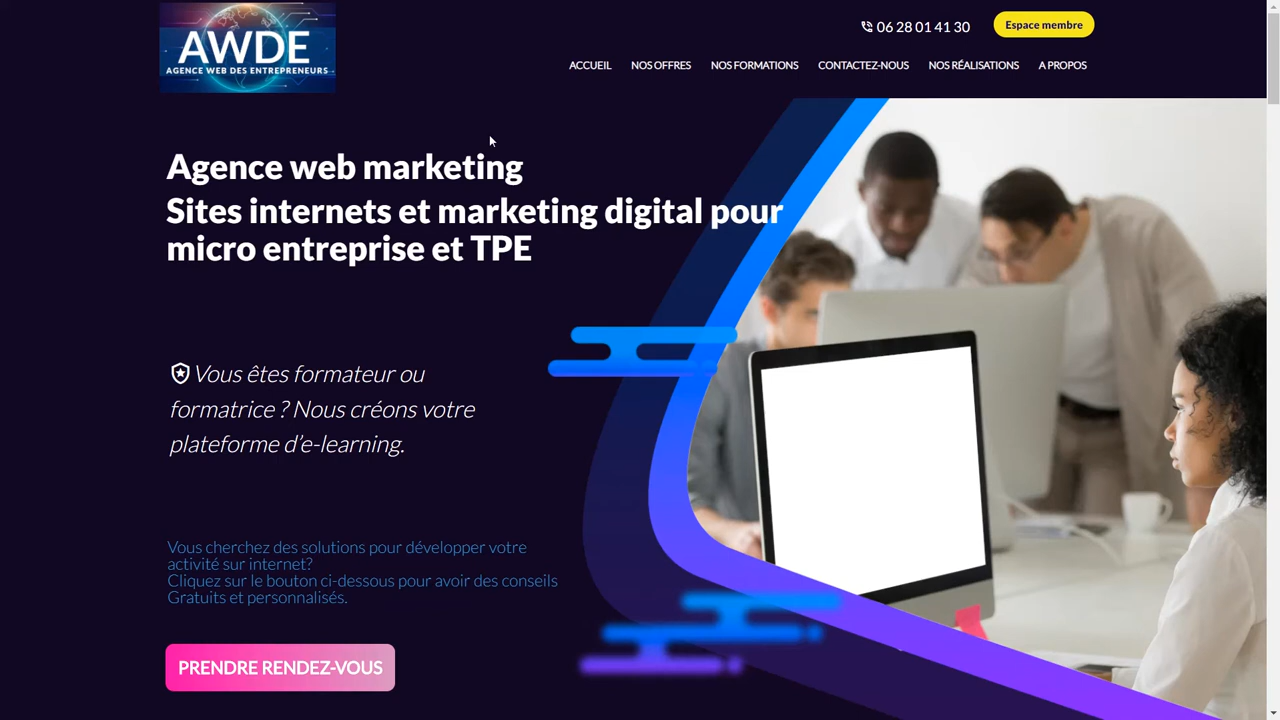 AWDE
AGENCE WEB DES ENTREPRENEURS
06 28 01 41 30
Espace membre
ACCUEIL
NOS OFFRES
NOS FORMATIONS
CONTACTEZ-NOUS
NOS RÉALISATIONS
A PROPOS
Agence web marketing
Sites internets et marketing digital pour
micro entreprise et TPE
Vous êtes formateur ou
formatrice ? Nous créons votre
plateforme d’e-learning.
Vous cherchez des solutions pour développer votre
activité sur internet?
Cliquez sur le bouton ci-dessous pour avoir des conseils
Gratuits et personnalisés.
PRENDRE RENDEZ-VOUS